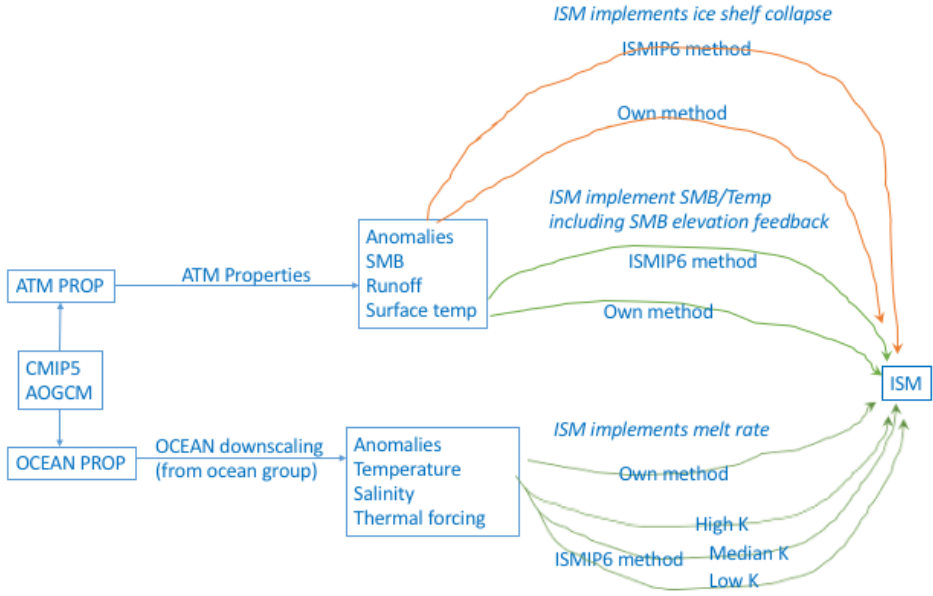 ISM implements ice shelf collapse
ISMIP6 method
Own method
ISM implement SMB/Temp
including SMB elevation feedback
ISMIP6 method
Own method
Anomalies
SMB
Runoff
Surface temp
ATM Properties
ATM PROP
CMIP5
AOGCM
OCEAN PROP
OCEAN downscaling
(from ocean group)
Anomalies
Temperature
Salinity
Thermal forcing
ISM
ISM implements melt rate
Own method
High K
ISMIP6 method
Median K
Low K